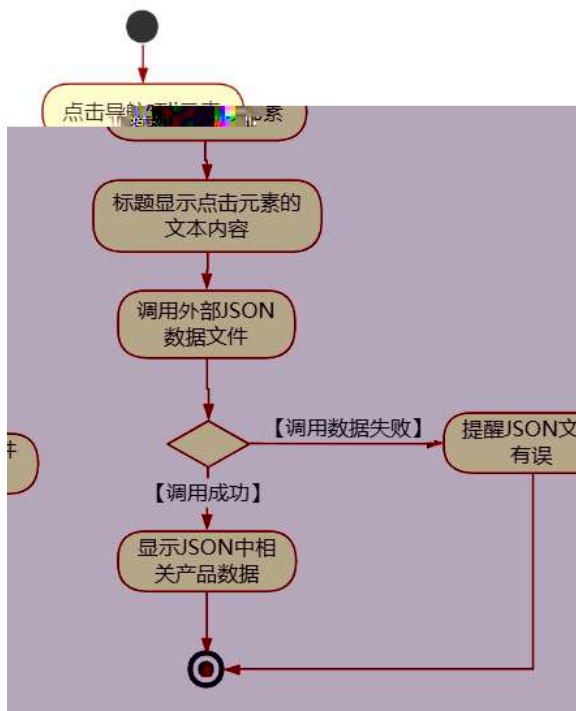 点击导航
元素
标题显示点击元素的
文本内容
调用外部JSON
数据文件
【调用数据失败】
提醒JSON文
有误
件
【调用成功】
显示JSON中相
关产品数据